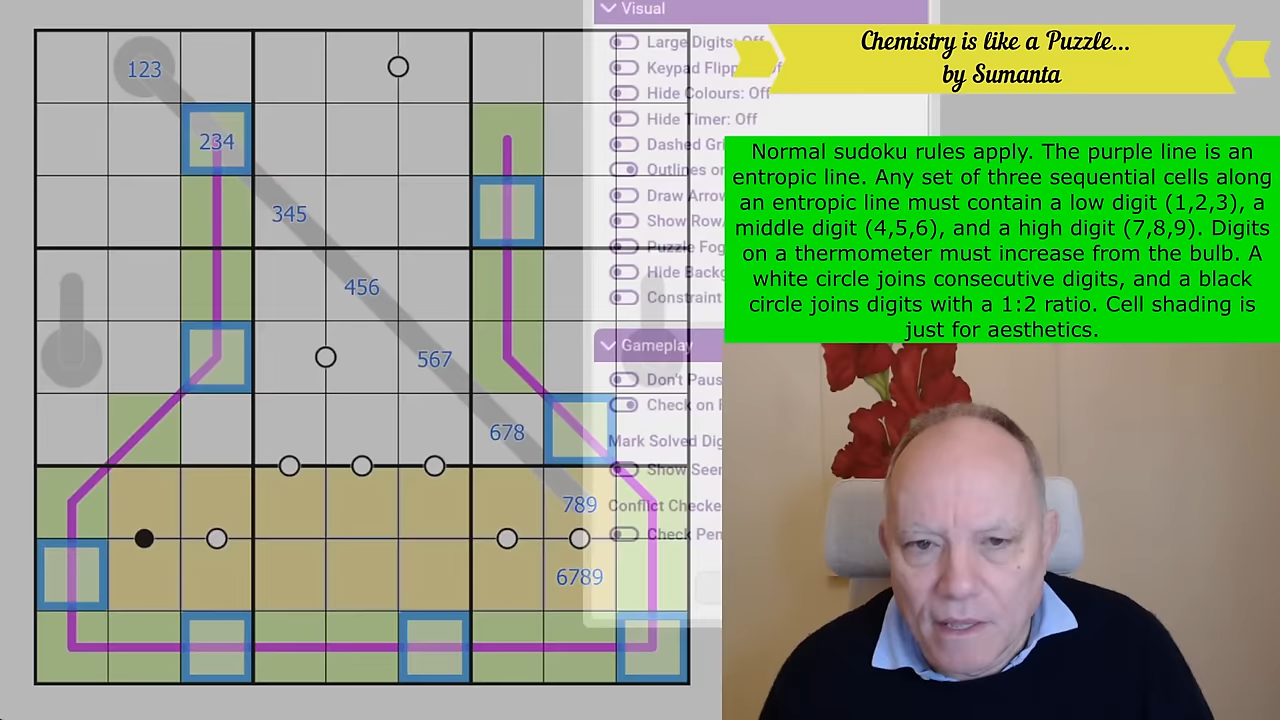 Visual
Large Digits: Off
Keypad Flipp
Off
Hide Colours: Off
Hide Timer: Off
Dashed Gri
Outlines on
Draw Arrow
Show Row/
Puzzle Fog
Hide Backg
Constraint
Gameplay
Don't Paus
Check on F
Mark Solved Dig
Show Seen
Conflict Checke
Check Pen
123
234
345
456
567
678
789
6789
Chemistry is like a Puzzle...
by Sumanta
Normal sudoku rules apply. The purple line is an
entropic line. Any set of three sequential cells along
an entropic line must contain a low digit (1,2,3), a
middle digit (4,5,6), and a high digit (7,8,9). Digits
on a thermometer must increase from the bulb. A
white circle joins consecutive digits, and a black
circle joins digits with a 1:2 ratio. Cell shading is
just for aesthetics.